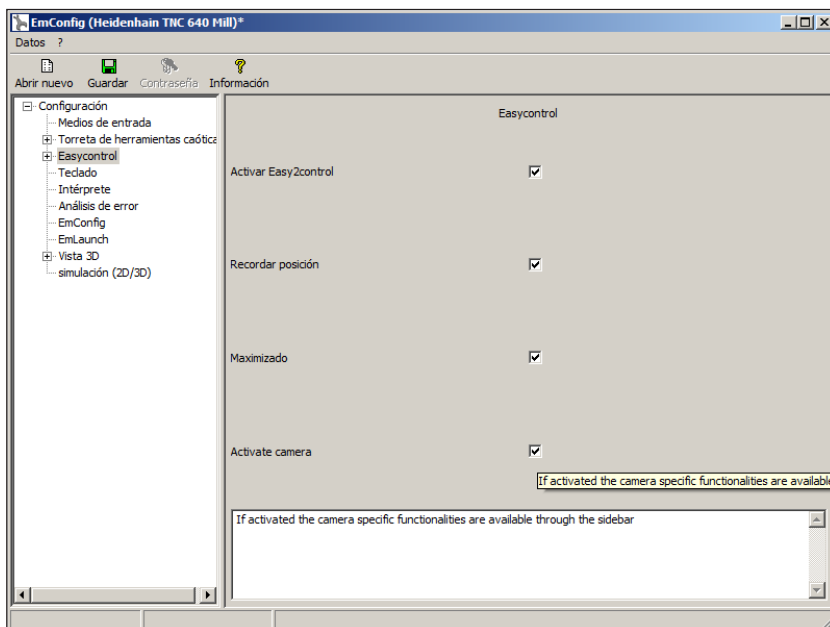 EmConfig (Heidenhain TNC 640 Mill)*
Datos ?
Abrir nuevo Guardar Contraseña Información
Configuración
Medios de entrada
Torreta de herramientas caótica
Easycontrol
Teclado
Intérprete
Análisis de error
EmConfig
EmLaunch
Vista 3D
simulación (2D/3D)
Easycontrol
Activar Easy2control
Recordar posición
Maximizado
Activate camera
If activated the camera specific functionalities are available
If activated the camera specific functionalities are available through the sidebar